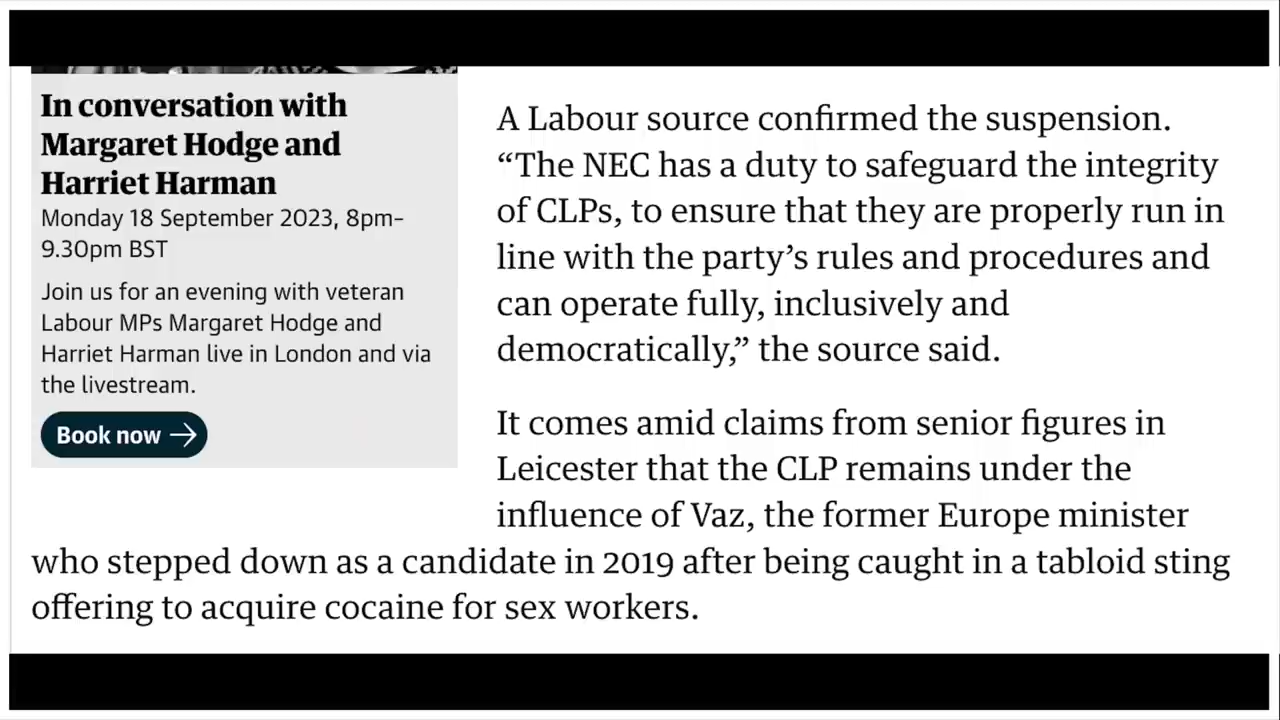 In conversation with
Margaret Hodge and
Harriet Harman
Monday 18 September 2023, 8pm–
9.30pm BST
Join us for an evening with veteran
Labour MPs Margaret Hodge and
Harriet Harman live in London and via
the livestream.
Book now →
A Labour source confirmed the suspension.
“The NEC has a duty to safeguard the integrity
of CLPs, to ensure that they are properly run in
line with the party’s rules and procedures and
can operate fully, inclusively and
democratically,” the source said.
It comes amid claims from senior figures in
Leicester that the CLP remains under the
influence of Vaz, the former Europe minister
who stepped down as a candidate in 2019 after being caught in a tabloid sting
offering to acquire cocaine for sex workers.